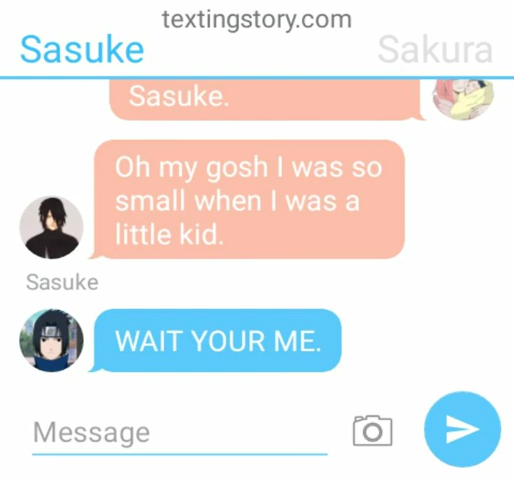 textingstory.com
Sasuke
Sakura
Sasuke.
Oh my gosh I was so
small when I was a
little kid.
Sasuke
WAIT YOUR ME.
Message